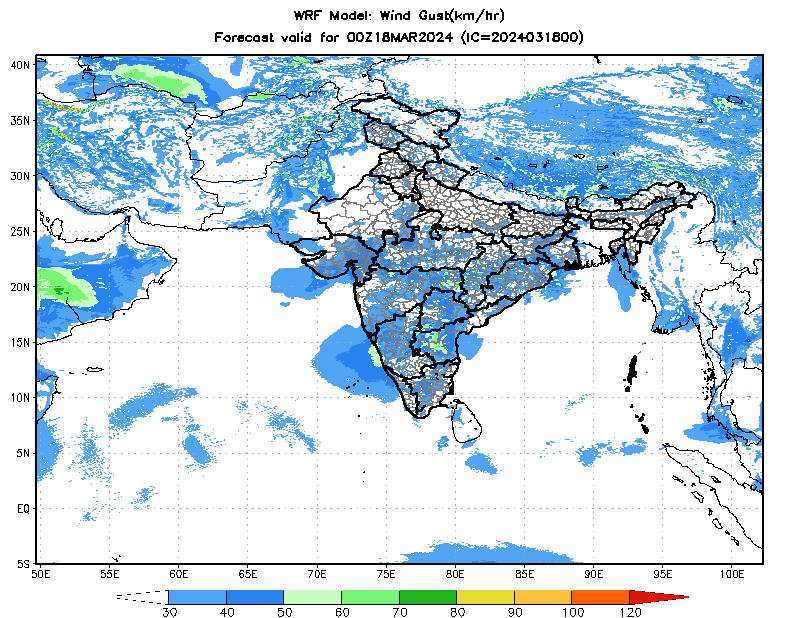 WRF Model: Wind Gust(km/hr)
Forecast valid for 00Z18MAR2024 (IC=2024031800)
40N
35N
30N
25N
20N
15N
10N
5N
EQ
5S
50E 55E 60E 65E 70E 75E 80E 85E 90E 95E 100E
30 40 50 60 70 80 90 100 120